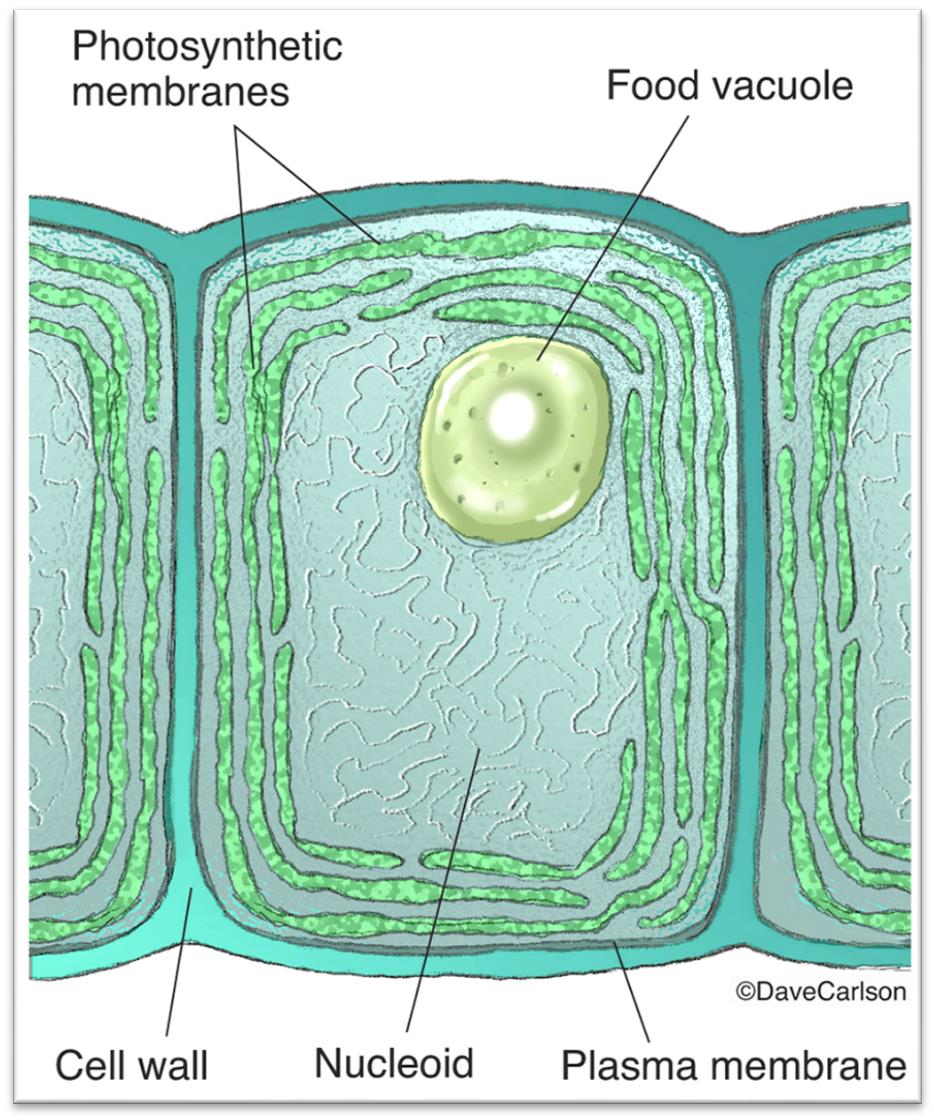 Photosynthetic
membranes
Food vacuole
©DaveCarlson
Cell wall
Nucleoid
Plasma membrane